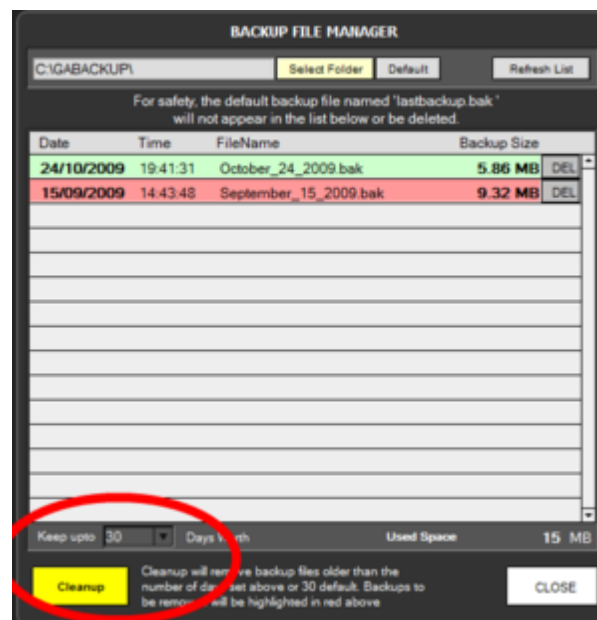 BACKUP FILE MANAGER
C:\GABACKUP\ Select Folder Default Refresh List
For safety, the default backup file named 'lastbackup.bak '
will not appear in the list below or be deleted.
Date Time FileName Backup Size
24/10/2009 19:41:31 October_24_2009.bak 5.86 MB DEL
15/09/2009 14:43:48 September_15_2009.bak 9.32 MB DEL
Keep upto 30 Days Worth Used Space 15 MB
Cleanup will remove backup files older than the
Cleanup number of days set above or 30 default. Backups to CLOSE
be removed will be highlighted in red above